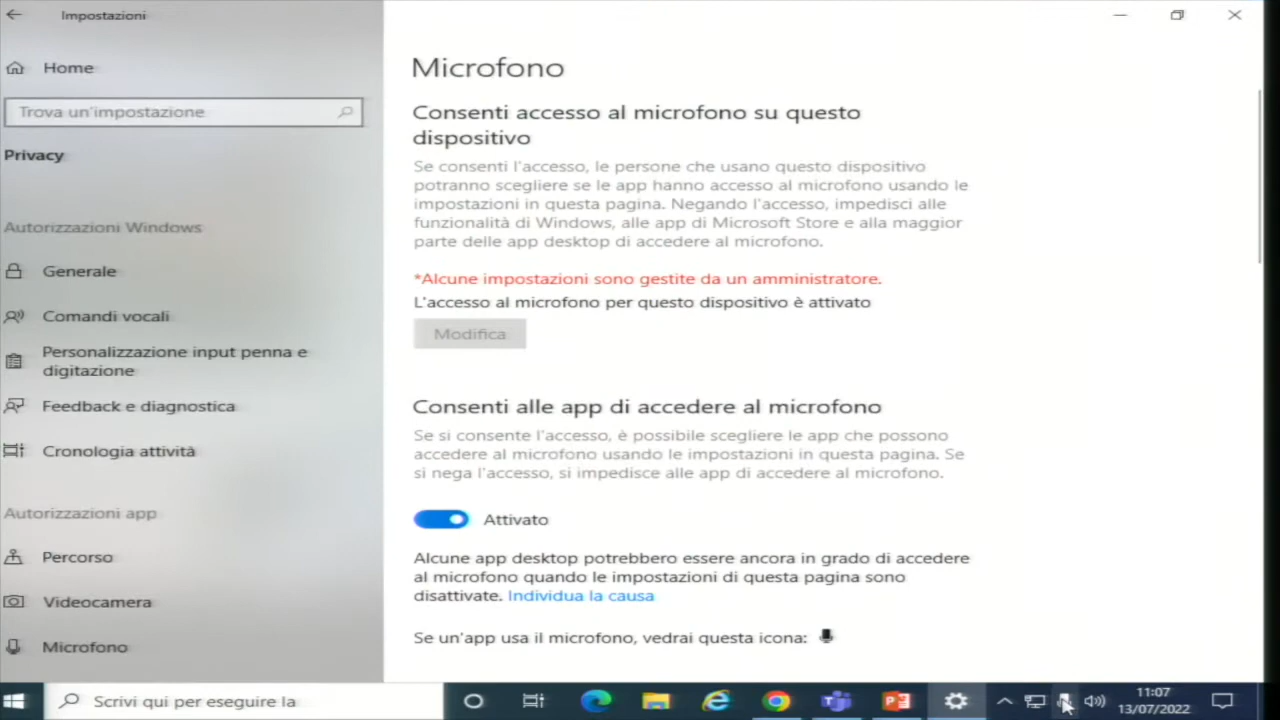 Impostazioni
Home
Trova un'impostazione
Privacy
Autorizzazioni Windows
Generale
Comandi vocali
Personalizzazione input penna e
digitazione
Feedback e diagnostica
Cronologia attività
Autorizzazioni app
Percorso
Videocamera
Microfono
Microfono
Consenti accesso al microfono su questo
dispositivo
Se consenti l'accesso, le persone che usano questo dispositivo
potranno scegliere se le app hanno accesso al microfono usando le
impostazioni in questa pagina. Negando l'accesso, impedisci alle
funzionalità di Windows, alle app di Microsoft Store e alla maggior
parte delle app desktop di accedere al microfono.
*Alcune impostazioni sono gestite da un amministratore.
L'accesso al microfono per questo dispositivo è attivato
Modifica
Consenti alle app di accedere al microfono
Se si consente l'accesso, è possibile scegliere le app che possono
accedere al microfono usando le impostazioni in questa pagina. Se
si nega l'accesso, si impedisce alle app di accedere al microfono.
Attivato
Alcune app desktop potrebbero essere ancora in grado di accedere
al microfono quando le impostazioni di questa pagina sono
disattivate. Individua la causa
Se un'app usa il microfono, vedrai questa icona:
Scrivi qui per eseguire la
11:07
13/07/2022